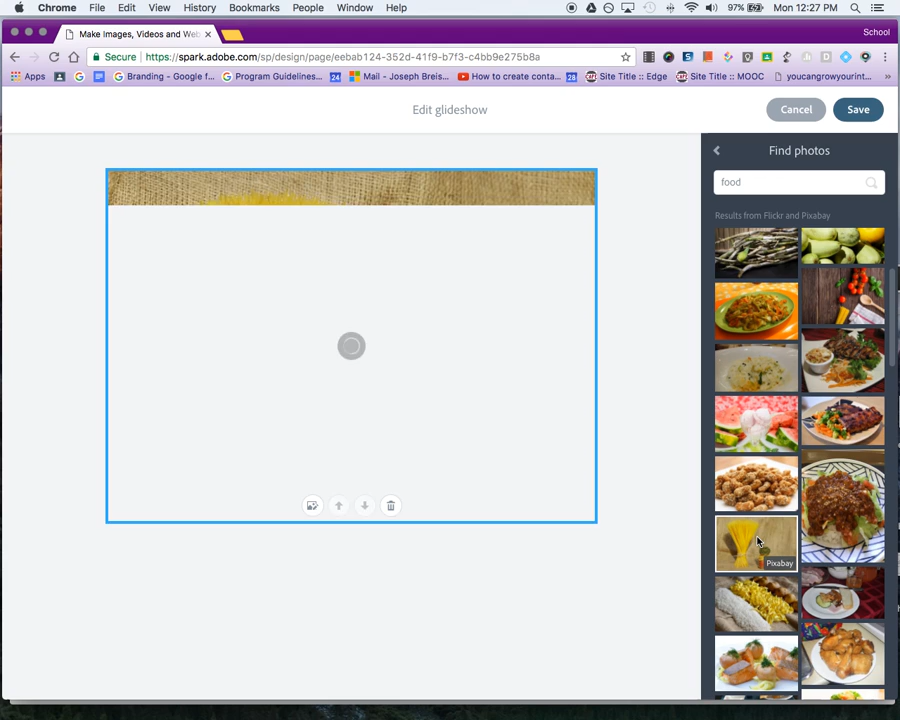 Chrome File Edit View History Bookmarks People Window Help
97% Mon 12:27 PM
Make Images, Videos and Web
School
Secure https://spark.adobe.com/sp/design/page/eebab124-352d-41f9-b7f3-c4bb9e275b8a
Apps Branding - Google f... Program Guidelines... 24 Mail - Joseph Breis... How to create conta... 28 Site Title :: Edge Site Title :: MOOC youcangrowyourint... »
Edit glideshow
Cancel
Save
Find photos
food
Results from Flickr and Pixabay
Pixabay